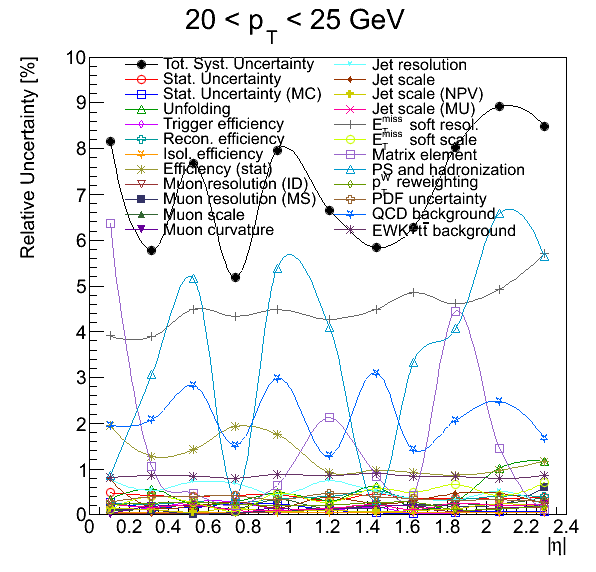 20 < p_T < 25 GeV
Relative Uncertainty [%]
10
9
8
7
6
5
4
3
2
1
0
Tot. Syst. Uncertainty
Stat. Uncertainty
Stat. Uncertainty (MC)
Unfolding
Trigger efficiency
Recon. efficiency
Isol. efficiency
Efficiency (stat)
Muon resolution (ID)
Muon resolution (MS)
Muon scale
Muon curvature
Jet resolution
Jet scale
Jet scale (NPV)
Jet scale (MU)
E_T^miss soft resol.
E_T^miss soft scale
Matrix element
PS and hadronization
p_T^W reweighting
PDF uncertainty
QCD background
EWK+tt̄ background
0 0.2 0.4 0.6 0.8 1 1.2 1.4 1.6 1.8 2 2.2 2.4
|η|